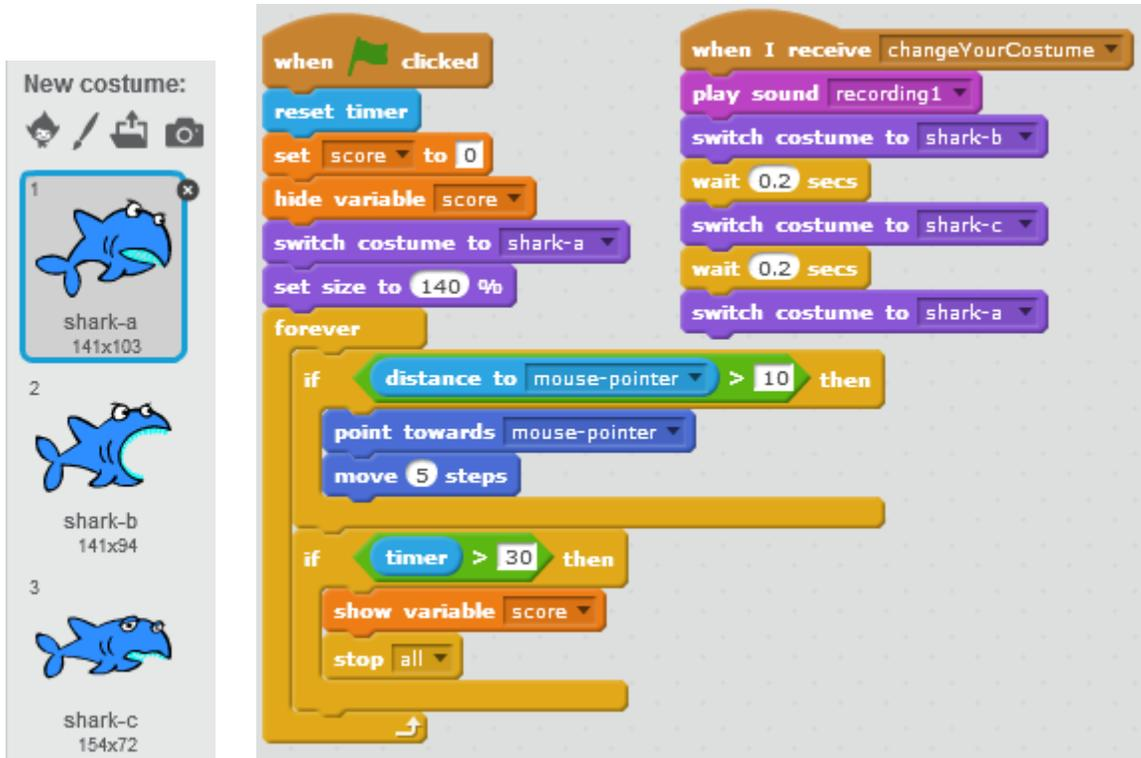 New costume:
1
shark-a
141x103
2
shark-b
141x94
3
shark-c
154x72
when clicked
reset timer
set score to 0
hide variable score
switch costume to shark-a
set size to 140 %
forever
if distance to mouse-pointer > 10 then
point towards mouse-pointer
move 5 steps
if timer > 30 then
show variable score
stop all
when I receive changeYourCostume
play sound recording1
switch costume to shark-b
wait 0.2 secs
switch costume to shark-c
wait 0.2 secs
switch costume to shark-a